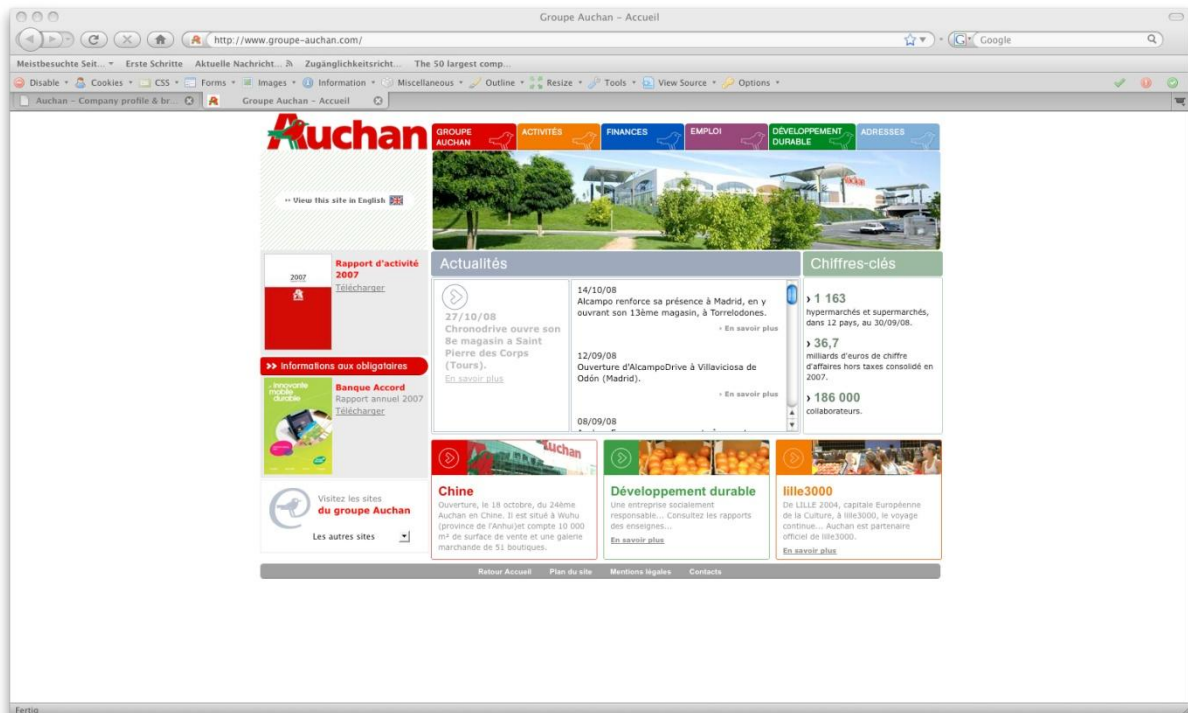 Groupe Auchan – Accueil
http://www.groupe-auchan.com/
Google
Meistbesuchte Seit...
Erste Schritte
Aktuelle Nachricht...
Zugänglichkeitsricht...
The 50 largest comp...
Disable
Cookies
CSS
Forms
Images
Information
Miscellaneous
Outline
Resize
Tools
View Source
Options
Auchan – Company profile & br...
Groupe Auchan – Accueil
Auchan
GROUPE
AUCHAN
ACTIVITÉS
FINANCES
EMPLOI
DÉVELOPPEMENT
DURABLE
ADRESSES
Auchan
View this site in English
2007
Rapport d'activité
2007
Télécharger
>> Informations aux obligataires
innovante
mobile
durable
Banque Accord
Rapport annuel 2007
Télécharger
Visitez les sites
du groupe Auchan
Les autres sites
Actualités
27/10/08
Chronodrive ouvre son
8e magasin a Saint
Pierre des Corps
(Tours).
En savoir plus
14/10/08
Alcampo renforce sa présence à Madrid, en y
ouvrant son 13ème magasin, à Torrelodones.
› En savoir plus
12/09/08
Ouverture d'AlcampoDrive à Villaviciosa de
Odón (Madrid).
› En savoir plus
08/09/08
Chiffres-clés
› 1 163
hypermarchés et supermarchés,
dans 12 pays, au 30/09/08.
› 36,7
milliards d'euros de chiffre
d'affaires hors taxes consolidé en
2007.
› 186 000
collaborateurs.
Auchan
Chine
Ouverture, le 18 octobre, du 24ème
Auchan en Chine. Il est situé à Wuhu
(province de l'Anhui)et compte 10 000
m² de surface de vente et une galerie
marchande de 51 boutiques.
Développement durable
Une entreprise socialement
responsable... Consultez les rapports
des enseignes...
En savoir plus
lille3000
De LILLE 2004, capitale Européenne
de la Culture, à lille3000, le voyage
continue... Auchan est partenaire
officiel de lille3000.
En savoir plus
Retour Accueil
Plan du site
Mentions légales
Contacts
Fertig